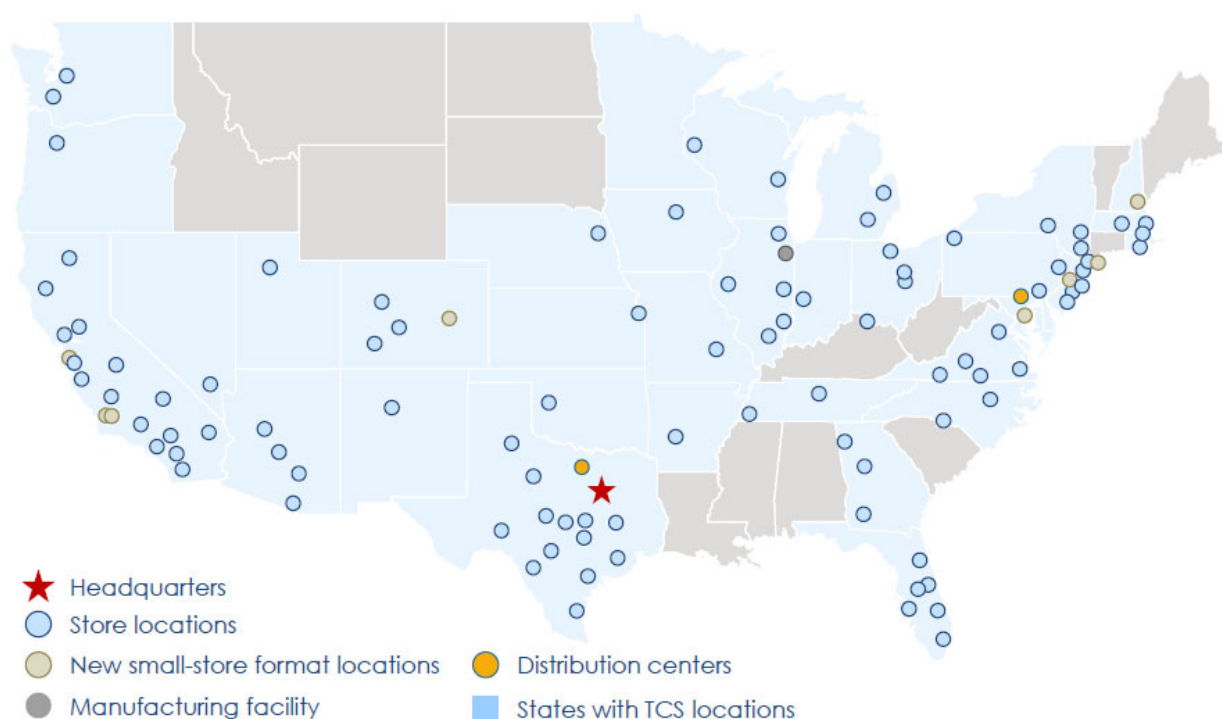 Headquarters
Store locations
New small-store format locations
Distribution centers
Manufacturing facility
States with TCS locations